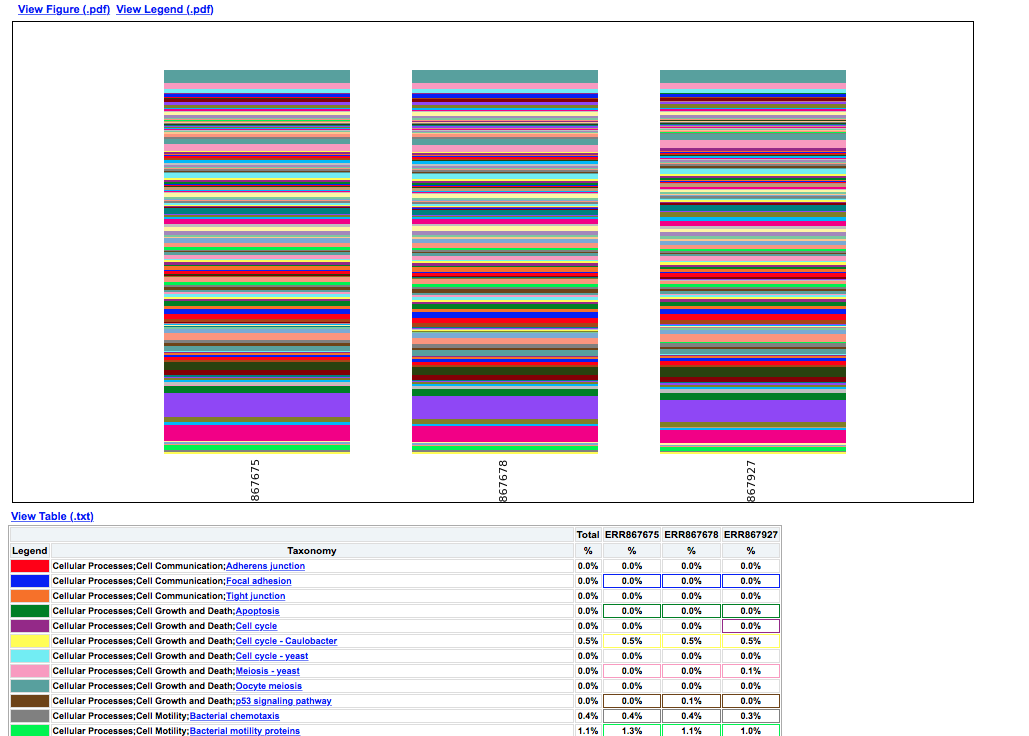 View Figure (.pdf) View Legend (.pdf)
867675 867678 867927
View Table (.txt)
Total ERR867675 ERR867678 ERR867927
Legend Taxonomy % % % %
Cellular Processes;Cell Communication;Adherens junction 0.0% 0.0% 0.0% 0.0%
Cellular Processes;Cell Communication;Focal adhesion 0.0% 0.0% 0.0% 0.0%
Cellular Processes;Cell Communication;Tight junction 0.0% 0.0% 0.0% 0.0%
Cellular Processes;Cell Growth and Death;Apoptosis 0.0% 0.0% 0.0% 0.0%
Cellular Processes;Cell Growth and Death;Cell cycle 0.0% 0.0% 0.0% 0.0%
Cellular Processes;Cell Growth and Death;Cell cycle - Caulobacter 0.5% 0.5% 0.5% 0.5%
Cellular Processes;Cell Growth and Death;Cell cycle - yeast 0.0% 0.0% 0.0% 0.0%
Cellular Processes;Cell Growth and Death;Meiosis - yeast 0.0% 0.0% 0.0% 0.1%
Cellular Processes;Cell Growth and Death;Oocyte meiosis 0.0% 0.0% 0.0% 0.0%
Cellular Processes;Cell Growth and Death;p53 signaling pathway 0.0% 0.0% 0.1% 0.0%
Cellular Processes;Cell Motility;Bacterial chemotaxis 0.4% 0.4% 0.4% 0.3%
Cellular Processes;Cell Motility;Bacterial motility proteins 1.1% 1.3% 1.1% 1.0%